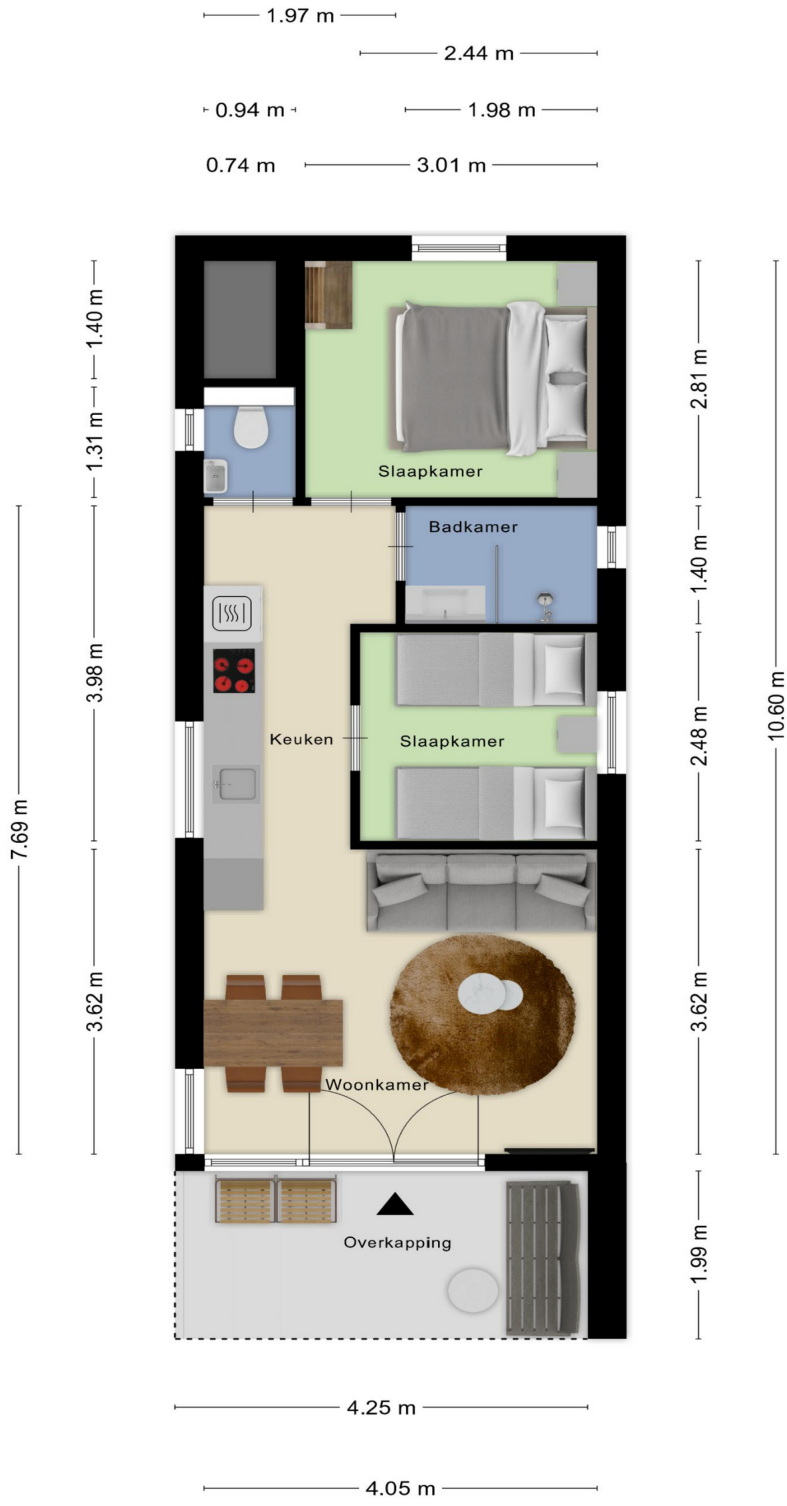 1.97 m
2.44 m
0.94 m
1.98 m
0.74 m
3.01 m
1.40 m
2.81 m
1.31 m
Slaapkamer
Badkamer
1.40 m
3.98 m
10.60 m
Keuken
Slaapkamer
2.48 m
7.69 m
3.62 m
3.62 m
Woonkamer
Overkapping
1.99 m
4.25 m
4.05 m